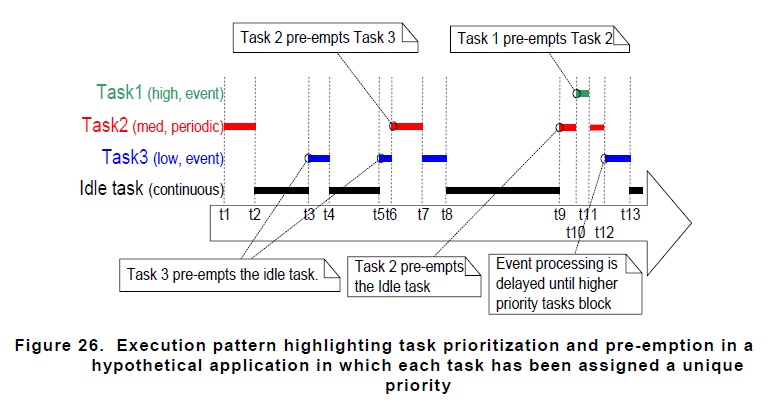 Task 2 pre-empts Task 3
Task 1 pre-empts Task 2
Task1 (high, event)
Task2 (med, periodic)
Task3 (low, event)
Idle task (continuous)
t1 t2 t3 t4 t5 t6 t7 t8 t9 t11 t13
t10 t12
Task 3 pre-empts the idle task.
Task 2 pre-empts
the Idle task
Event processing is
delayed until higher
priority tasks block
Figure 26. Execution pattern highlighting task prioritization and pre-emption in a
hypothetical application in which each task has been assigned a unique
priority